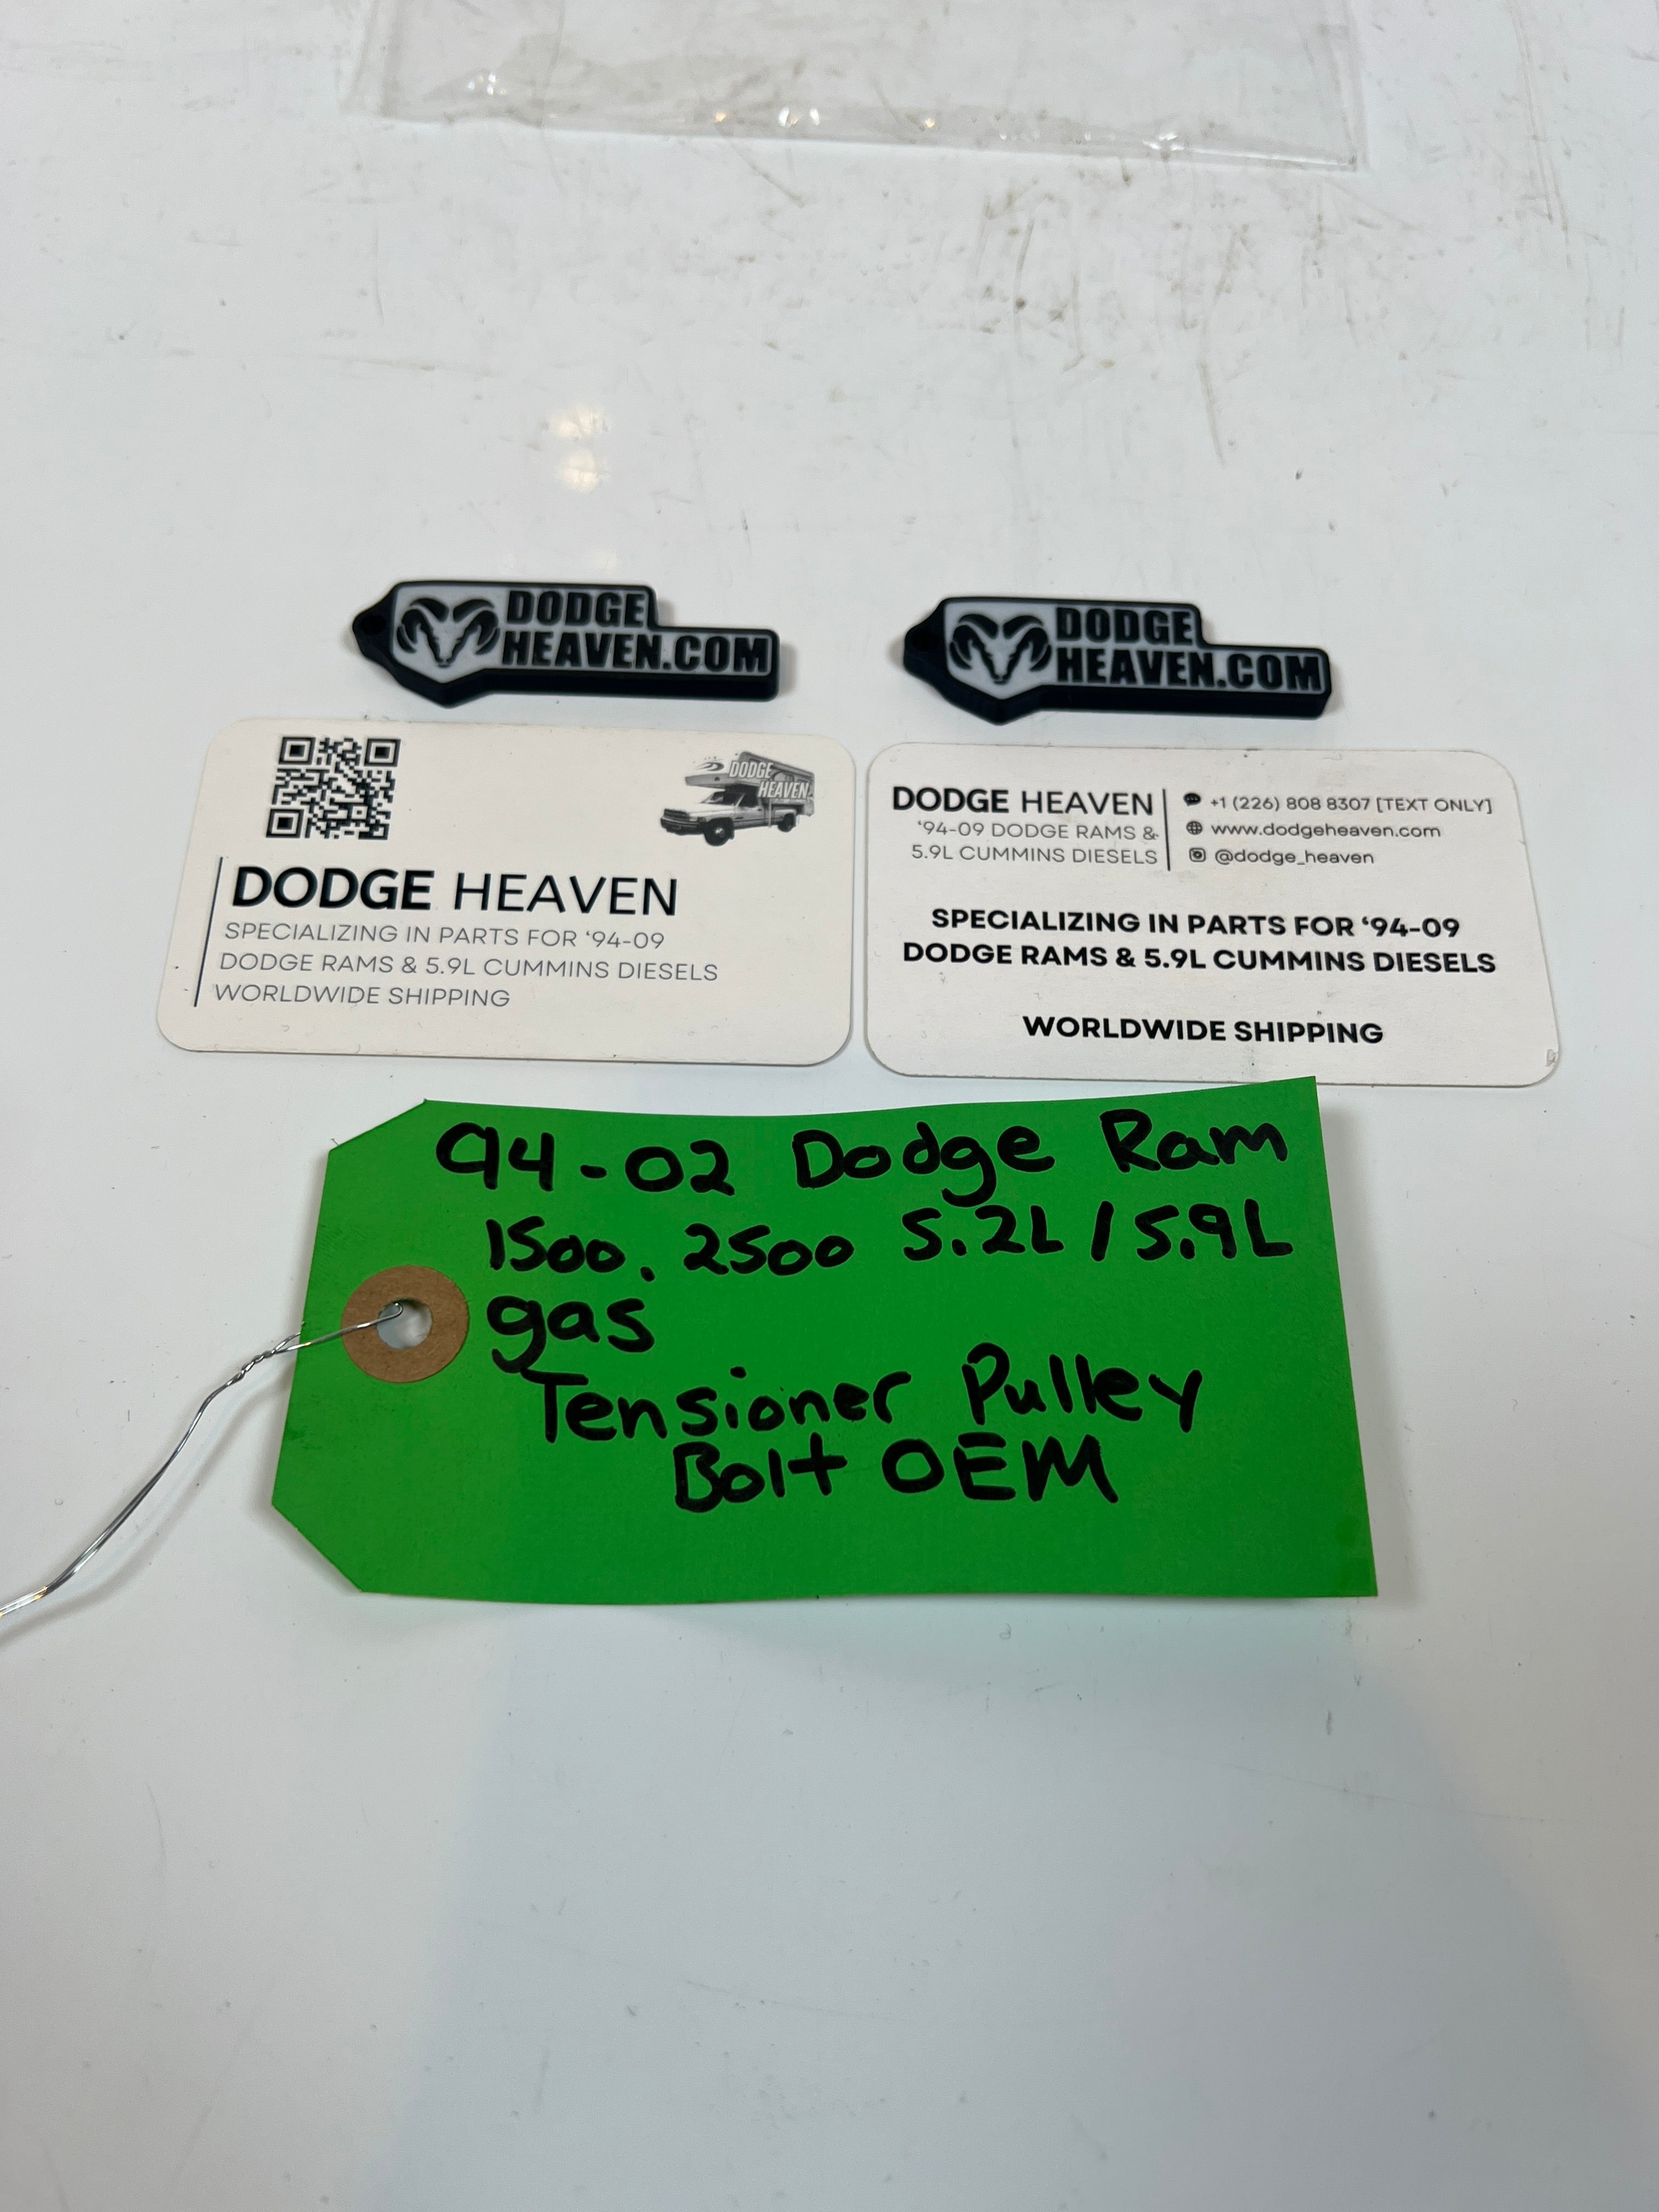 DODGE
HEAVEN.COM
DODGE
HEAVEN.COM
DODGE
HEAVEN
DODGE HEAVEN
SPECIALIZING IN PARTS FOR ‘94-09
DODGE RAMS & 5.9L CUMMINS DIESELS
WORLDWIDE SHIPPING
DODGE HEAVEN
‘94-09 DODGE RAMS &
5.9L CUMMINS DIESELS
+1 (226) 808 8307 [TEXT ONLY]
www.dodgeheaven.com
@dodge_heaven
SPECIALIZING IN PARTS FOR ‘94-09
DODGE RAMS & 5.9L CUMMINS DIESELS
WORLDWIDE SHIPPING
94-02 Dodge Ram
1500. 2500 5.2L / 5.9L
gas
Tensioner Pulley
Bolt OEM